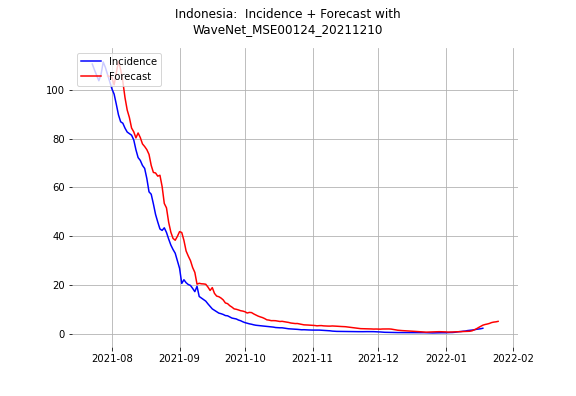 Indonesia:  Incidence + Forecast with
WaveNet_MSE00124_20211210
Incidence
Forecast
100
80
60
40
20
0
2021-08 2021-09 2021-10 2021-11 2021-12 2022-01 2022-02